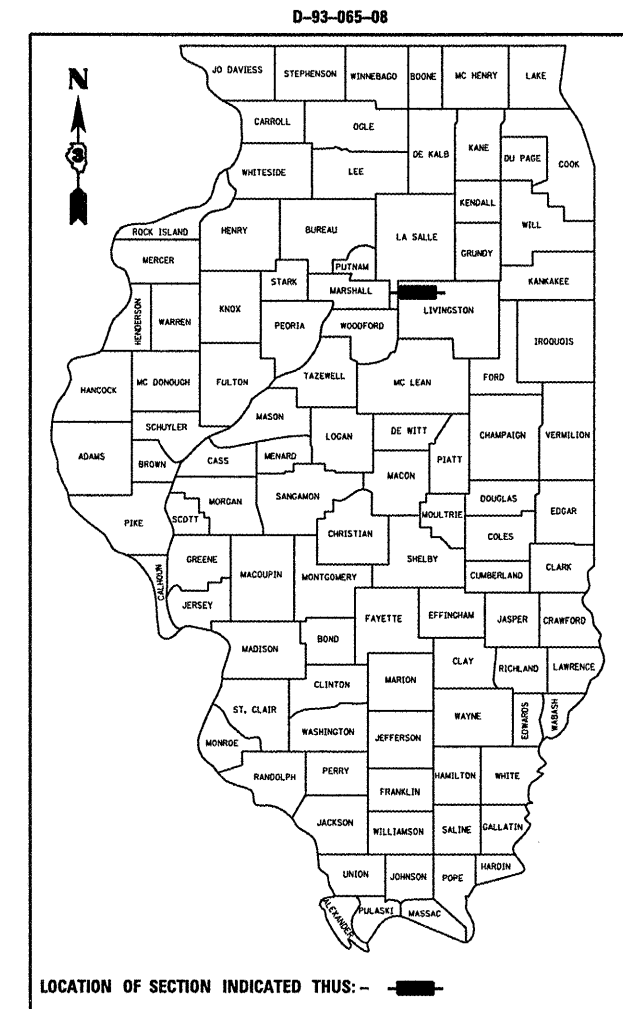 D-93-065-08
N
3
JO DAVIESS STEPHENSON WINNEBAGO BOONE MC HENRY LAKE
CARROLL OGLE DE KALB KANE DU PAGE COOK
WHITESIDE LEE
KENDALL
ROCK ISLAND HENRY BUREAU LA SALLE WILL
GRUNDY
MERCER STARK PUTNAM KANKAKEE
MARSHALL
HENDERSON WARREN KNOX PEORIA WOODFORD LIVINGSTON
IROQUOIS
HANCOCK MC DONOUGH FULTON TAZEWELL MC LEAN FORD
MASON
SCHUYLER LOGAN DE WITT CHAMPAIGN VERMILION
ADAMS BROWN CASS MENARD PIATT
MACON
MORGAN SANGAMON DOUGLAS EDGAR
PIKE SCOTT CHRISTIAN MOULTRIE
COLES
GREENE SHELBY
CALHOUN MACOUPIN MONTGOMERY CUMBERLAND CLARK
JERSEY FAYETTE EFFINGHAM JASPER CRAWFORD
BOND
MADISON CLAY RICHLAND LAWRENCE
CLINTON MARION
ST. CLAIR WAYNE EDWARDS WABASH
WASHINGTON JEFFERSON
MONROE
RANDOLPH PERRY HAMILTON WHITE
FRANKLIN
JACKSON WILLIAMSON SALINE GALLATIN
UNION JOHNSON POPE HARDIN
ALEXANDER PULASKI MASSAC
LOCATION OF SECTION INDICATED THUS: -